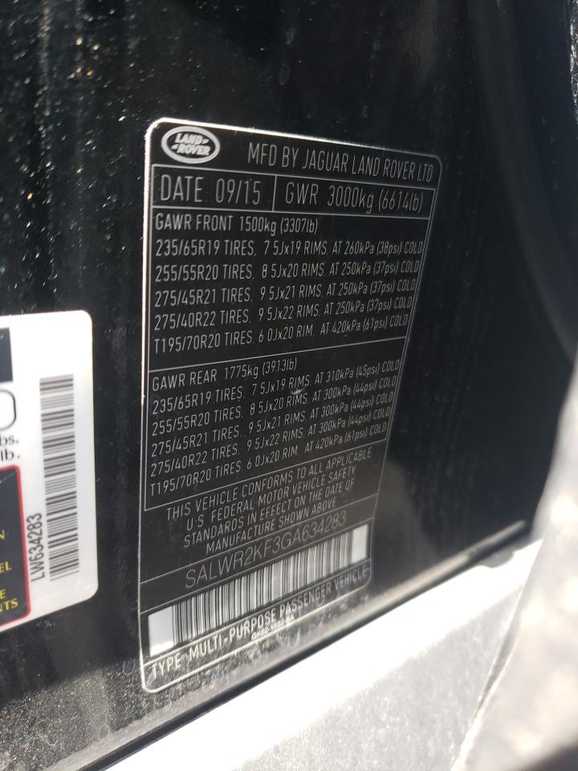 LAND ROVER
MFD BY JAGUAR LAND ROVER LTD
DATE 09/15 GWR 3000kg (6614lb)
GAWR FRONT 1500kg (3307lb)
235/65R19 TIRES, 7 5Jx19 RIMS, AT 260kPa (38psi) COLD
255/55R20 TIRES, 8 5Jx20 RIMS, AT 250kPa (37psi) COLD
275/45R21 TIRES, 9 5Jx21 RIMS, AT 250kPa (37psi) COLD
275/40R22 TIRES, 9 5Jx22 RIMS, AT 250kPa (37psi) COLD
T195/70R20 TIRES, 6 0Jx20 RIM, AT 420kPa (61psi) COLD
GAWR REAR 1775kg (3913lb)
235/65R19 TIRES, 7 5Jx19 RIMS, AT 310kPa (45psi) COLD
255/55R20 TIRES, 8 5Jx20 RIMS, AT 300kPa (44psi) COLD
275/45R21 TIRES, 9 5Jx21 RIMS, AT 300kPa (44psi) COLD
275/40R22 TIRES, 9 5Jx22 RIMS, AT 300kPa (44psi) COLD
T195/70R20 TIRES, 6 0Jx20 RIM, AT 420kPa (61psi) COLD
THIS VEHICLE CONFORMS TO ALL APPLICABLE
U.S. FEDERAL MOTOR VEHICLE SAFETY
STANDARDS IN EFFECT ON THE DATE OF
MANUFACTURE SHOWN ABOVE.
SALWR2KF3GA634283
TYPE: MULTI-PURPOSE PASSENGER VEHICLE
bs.
lb.
LW634283
N
EL
E
NTS